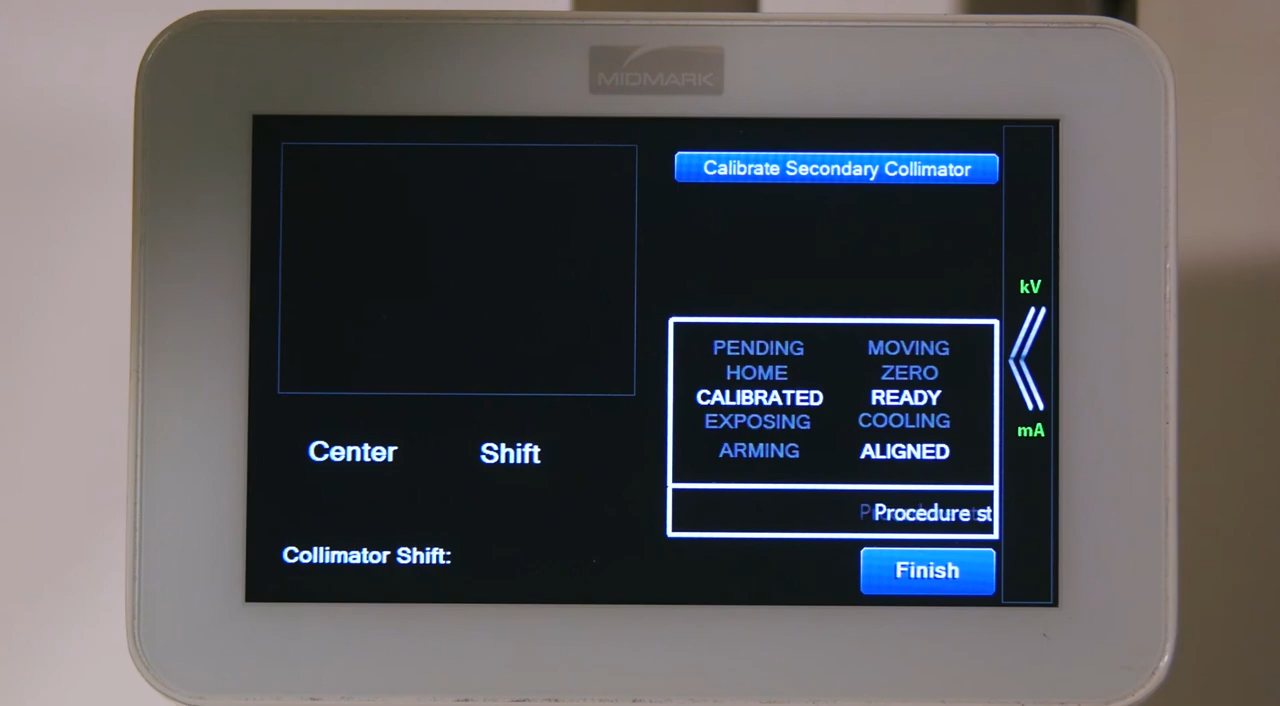 MIDMARK
Calibrate Secondary Collimator
kV
PENDING MOVING
HOME ZERO
CALIBRATED READY
EXPOSING COOLING
ARMING ALIGNED
mA
Center Shift
Procedure st
Collimator Shift:
Finish